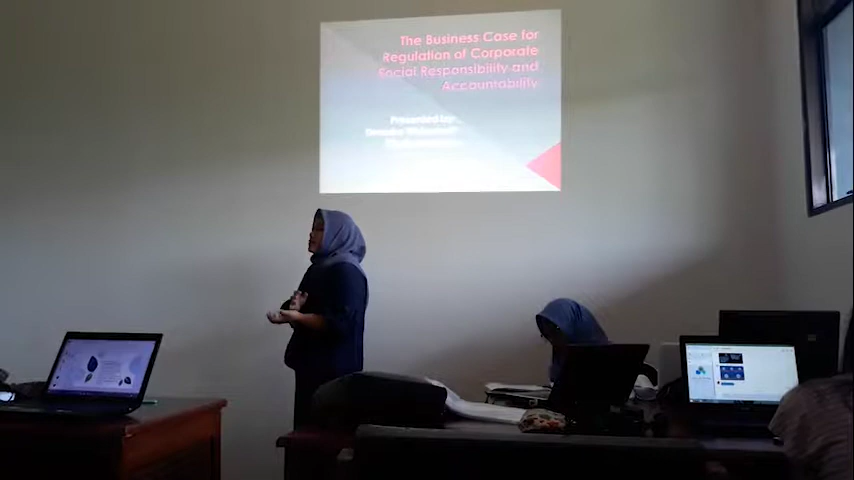 The Business Case for
Regulation of Corporate
Social Responsibility and
Accountability
Presented by: